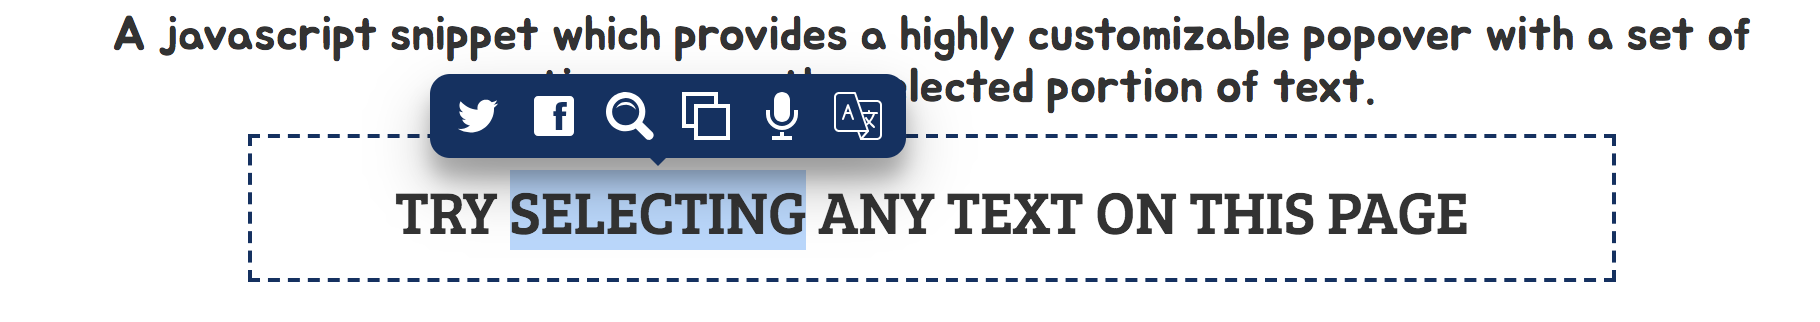 A javascript snippet which provides a highly customizable popover with a set of
portion of text.
TRY SELECTING ANY TEXT ON THIS PAGE